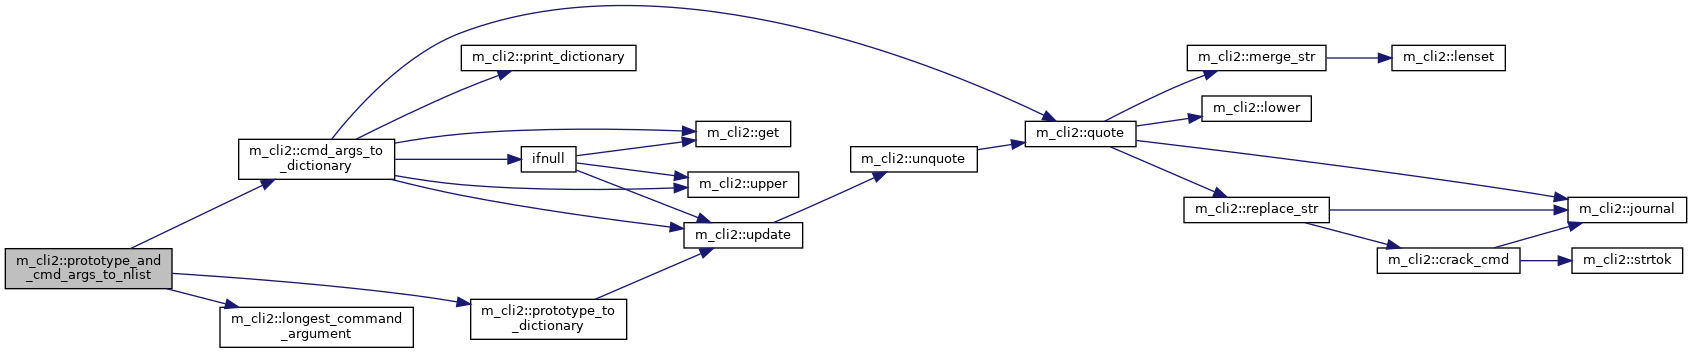 m_cli2::prototype_and
_cmd_args_to_nlist
m_cli2::cmd_args_to
_dictionary
m_cli2::longest_command
_argument
m_cli2::print_dictionary
ifnull
m_cli2::prototype_to
_dictionary
m_cli2::get
m_cli2::upper
m_cli2::update
m_cli2::unquote
m_cli2::quote
m_cli2::merge_str
m_cli2::lower
m_cli2::replace_str
m_cli2::lenset
m_cli2::crack_cmd
m_cli2::journal
m_cli2::strtok